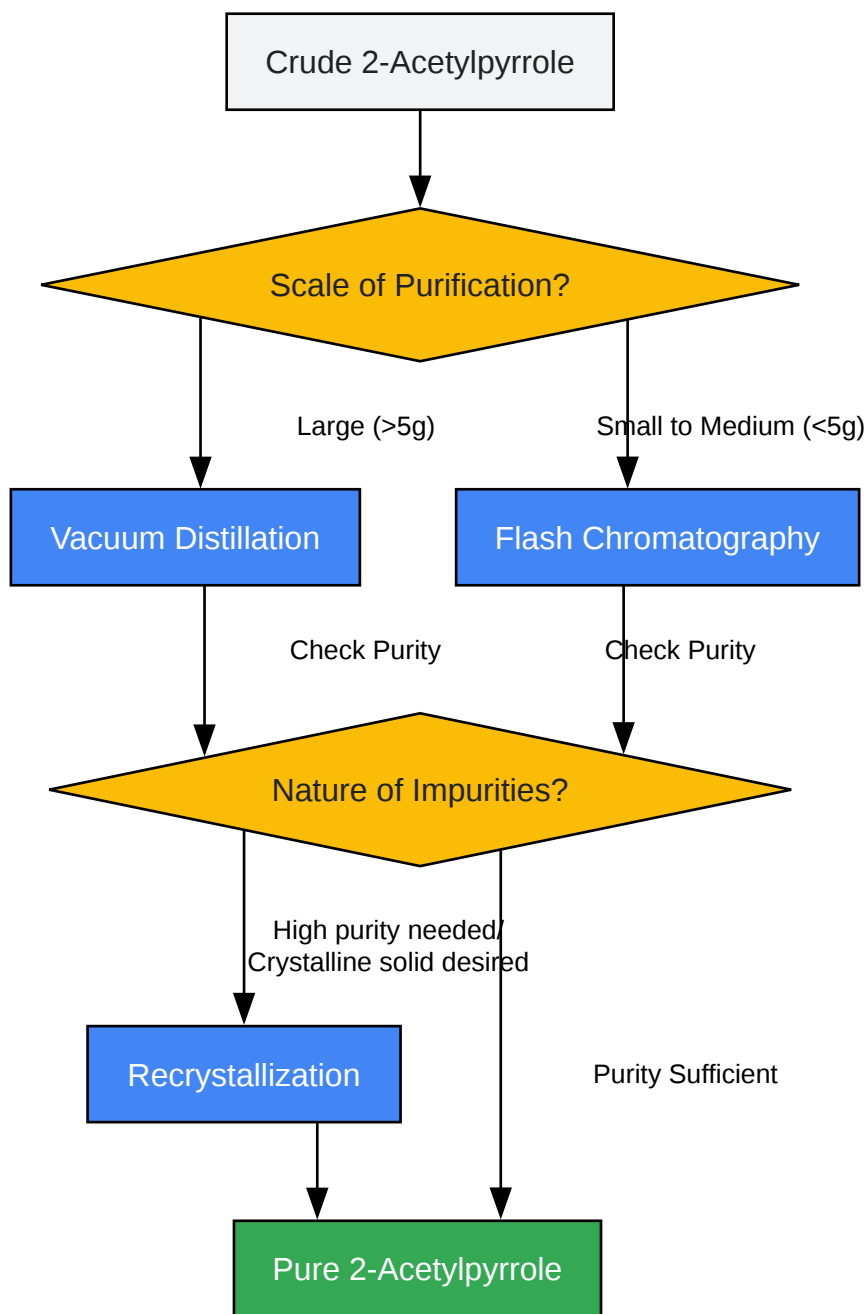 Crude 2-Acetylpyrrole
Scale of Purification?
Large (>5g)
Small to Medium (<5g)
Vacuum Distillation
Flash Chromatography
Check Purity
Check Purity
Nature of Impurities?
High purity needed/
Crystalline solid desired
Recrystallization
Purity Sufficient
Pure 2-Acetylpyrrole